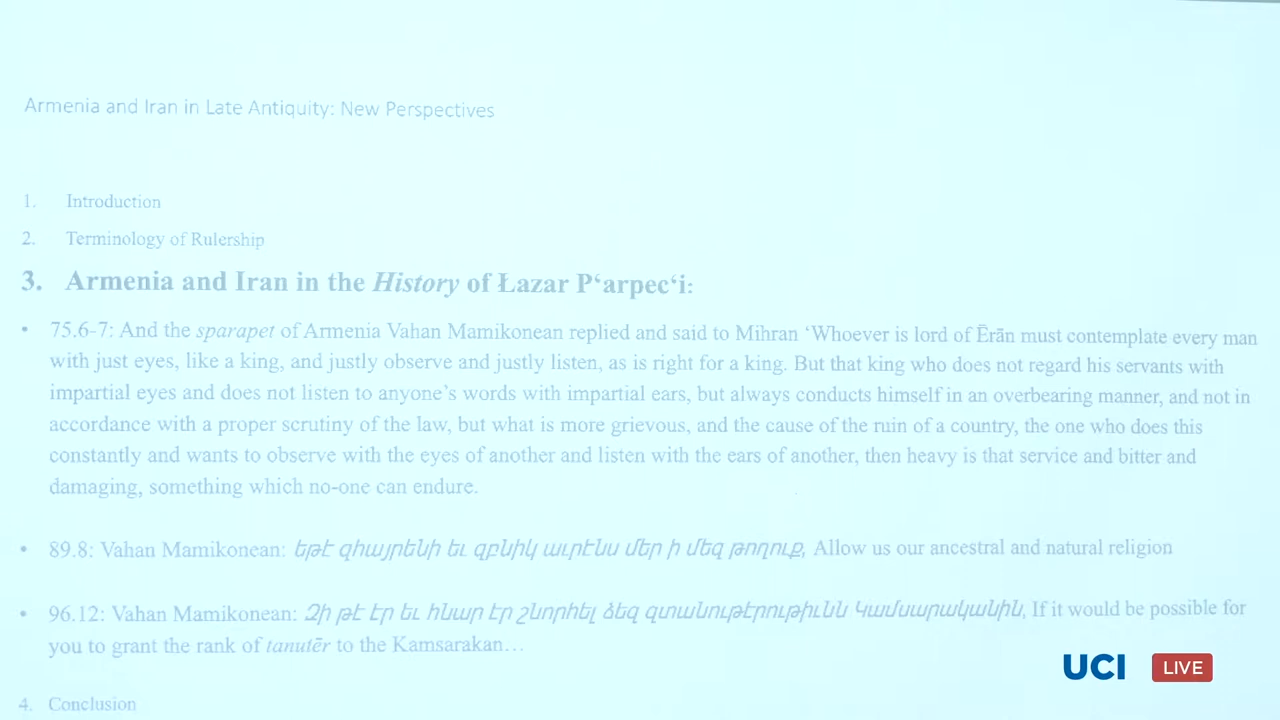 Armenia and Iran in Late Antiquity: New Perspectives
1. Introduction
2. Terminology of Rulership
3. Armenia and Iran in the History of Łazar P‘arpec‘i:
• 75.6-7: And the sparapet of Armenia Vahan Mamikonean replied and said to Mihran ‘Whoever is lord of Ērān must contemplate every man
with just eyes, like a king, and justly observe and justly listen, as is right for a king. But that king who does not regard his servants with
impartial eyes and does not listen to anyone’s words with impartial ears, but always conducts himself in an overbearing manner, and not in
accordance with a proper scrutiny of the law, but what is more grievous, and the cause of the ruin of a country, the one who does this
constantly and wants to observe with the eyes of another and listen with the ears of another, then heavy is that service and bitter and
damaging, something which no-one can endure.
• 89.8: Vahan Mamikonean: եթէ զհայրենի եւ զբնիկ աւրէնս մեր ի մեզ թողուք, Allow us our ancestral and natural religion
• 96.12: Vahan Mamikonean: Զի թէ էր եւ հնար էր շնորհել ձեզ զտանուտէրութիւնն Կամսարականին, If it would be possible for
you to grant the rank of tanutēr to the Kamsarakan…
4. Conclusion
UCI LIVE